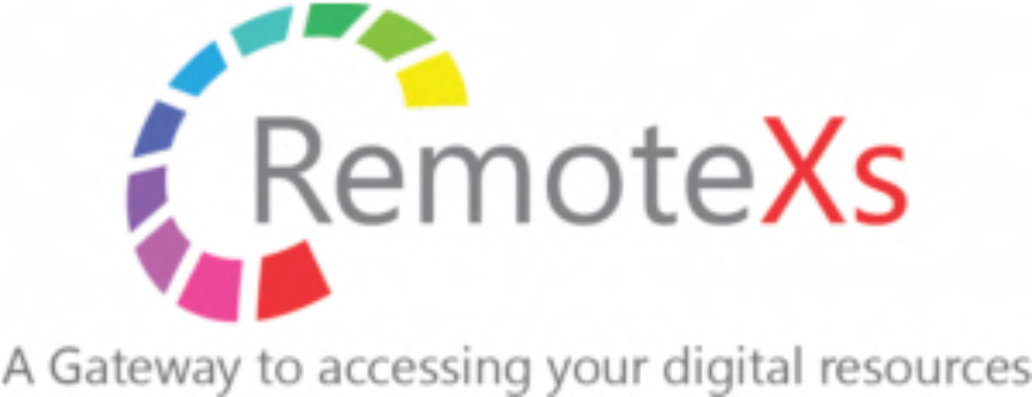 RemoteXs
A Gateway to accessing your digital resources